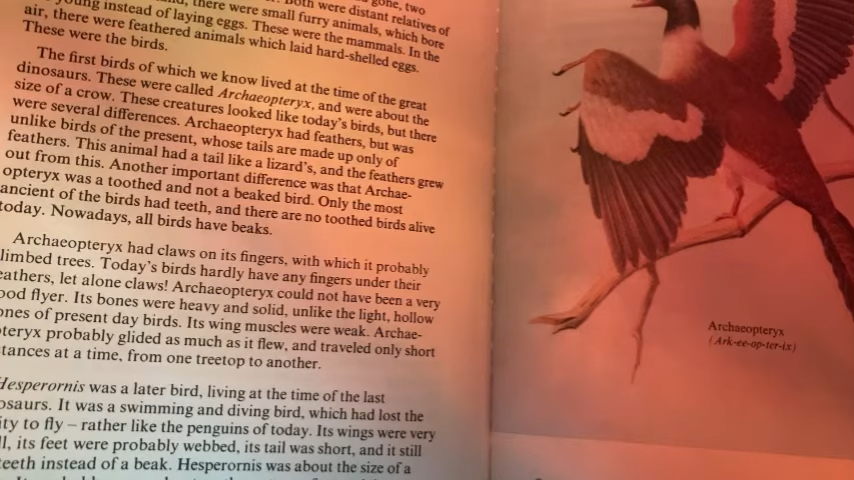 gone, two
Both were distant relatives of
young instead of laying eggs. These were the mammals. In the
there were small furry animals, which bore
air, there were feathered animals which laid hard-shelled eggs.
These were the birds.
The first birds of which we know lived at the time of the great
dinosaurs. These were called Archaeopteryx, and were about the
size of a crow. These creatures looked like today's birds, but there
were several differences. Archaeopteryx had feathers, but was
unlike birds of the present, whose tails are made up only of
feathers. This animal had a tail like a lizard's, and the feathers grew
out from this. Another important difference was that Archae-
opteryx was a toothed and not a beaked bird. Only the most
ancient of the birds had teeth, and there are no toothed birds alive
today. Nowadays, all birds have beaks.
Archaeopteryx had claws on its fingers, with which it probably
limbed trees. Today's birds hardly have any fingers under their
eathers, let alone claws! Archaeopteryx could not have been a very
ood flyer. Its bones were heavy and solid, unlike the light, hollow
ones of present day birds. Its wing muscles were weak. Archae-
pteryx probably glided as much as it flew, and traveled only short
tances at a time, from one treetop to another.
Hesperornis was a later bird, living at the time of the last
osaurs. It was a swimming and diving bird, which had lost the
ity to fly – rather like the penguins of today. Its wings were very
ll, its feet were probably webbed, its tail was short, and it still
teeth instead of a beak. Hesperornis was about the size of a
Archaeopteryx
(Ark-ee-op-ter-ix)